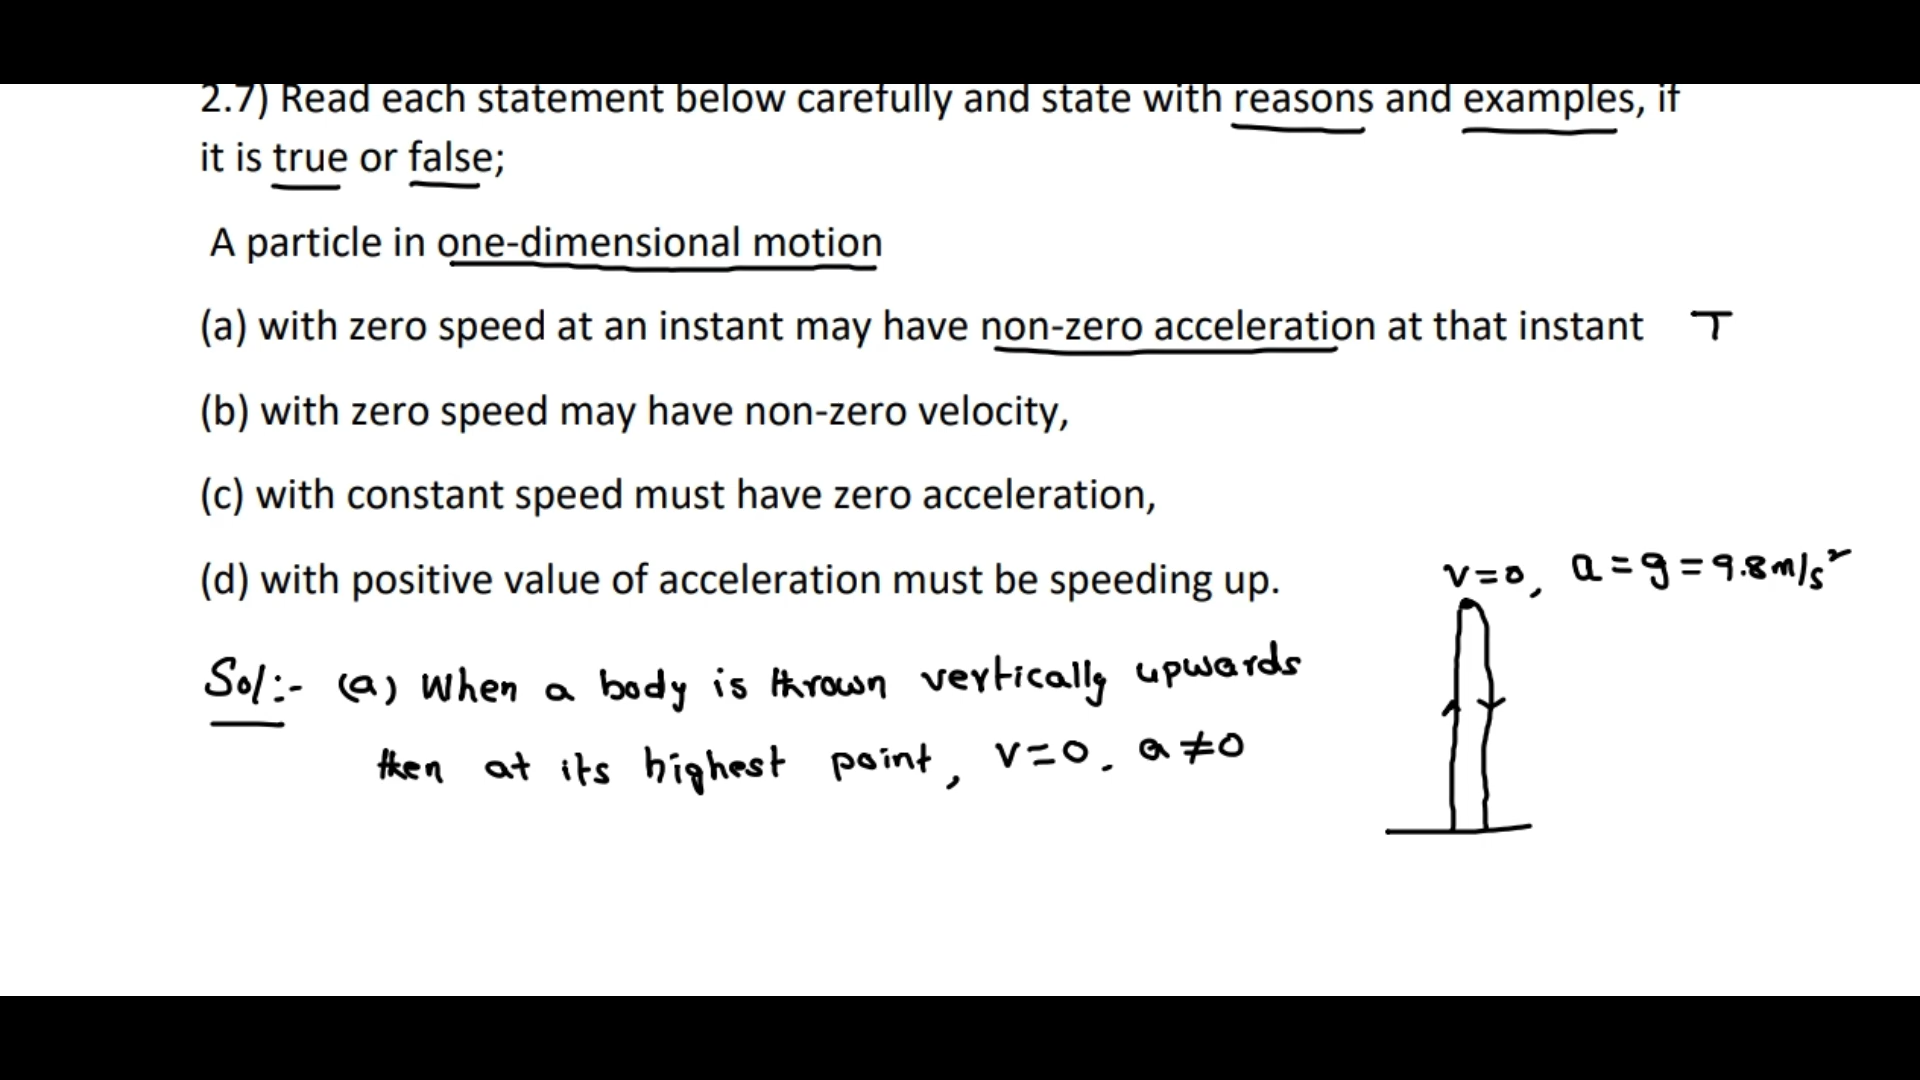 2.7) Read each statement below carefully and state with reasons and examples, if
it is true or false;
A particle in one-dimensional motion
(a) with zero speed at an instant may have non-zero acceleration at that instant T
(b) with zero speed may have non-zero velocity,
(c) with constant speed must have zero acceleration,
(d) with positive value of acceleration must be speeding up.
v=0, a=g=9.8m/s²
Sol:- (a) When a body is thrown vertically upwards
then at its highest point, v=0, a≠0